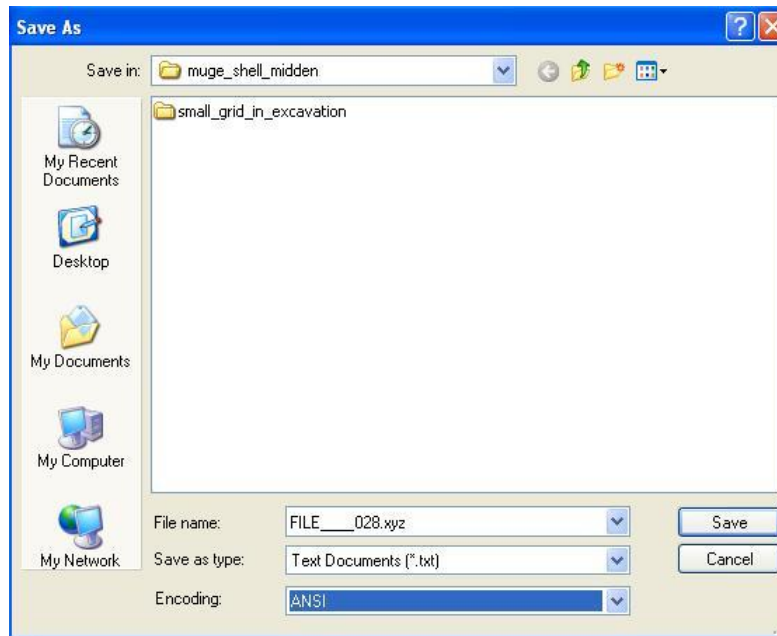 Save As
Save in: muge_shell_midden
small_grid_in_excavation
My Recent
Documents
Desktop
My Documents
My Computer
My Network
File name: FILE____028.xyz Save
Save as type: Text Documents (*.txt) Cancel
Encoding: ANSI